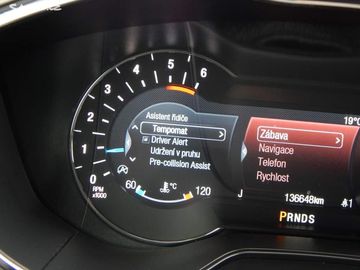 0
1
2
3
4
5
6
RPM
x1000
Asistent řidiče
Tempomat
Driver Alert
Udržení v pruhu
Pre-collision Assist
60
°C
120
Zábava
Navigace
Telefon
Rychlost
19°
136648km
1
PRNDS